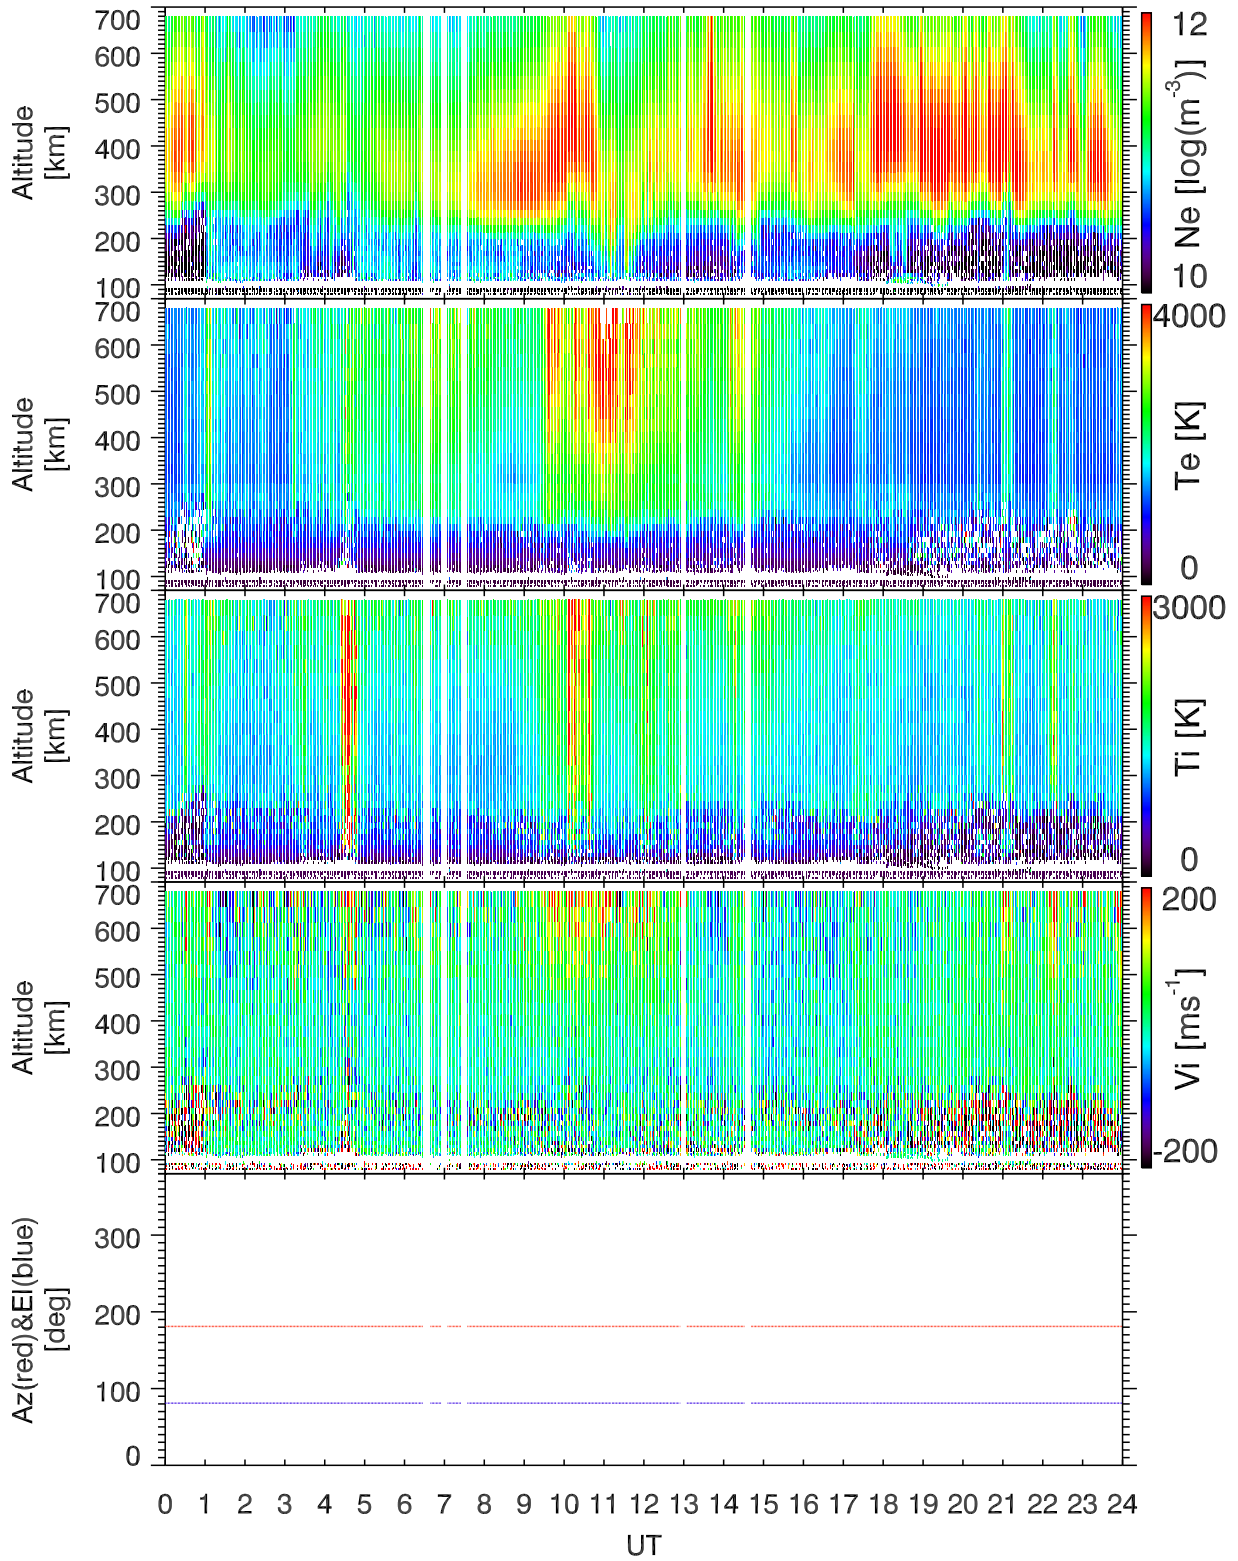 700
600
500
400
300
200
100
Altitude
[km]
12
Ne [log(m⁻³)]
10
700
600
500
400
300
200
100
Altitude
[km]
4000
Te [K]
0
700
600
500
400
300
200
100
Altitude
[km]
3000
Ti [K]
0
700
600
500
400
300
200
100
Altitude
[km]
200
Vi [ms⁻¹]
-200
300
200
100
0
Az(red)&El(blue)
[deg]
0 1 2 3 4 5 6 7 8 9 10 11 12 13 14 15 16 17 18 19 20 21 22 23 24
UT